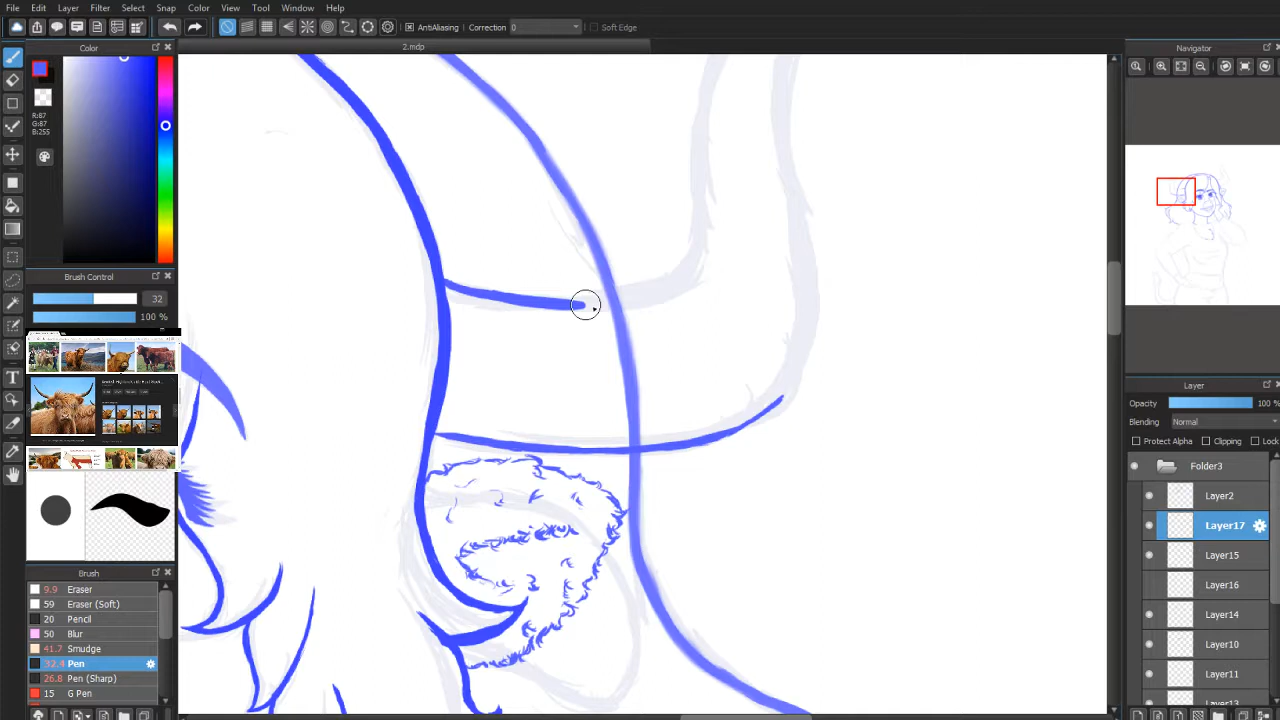 File Edit Layer Filter Select Snap Color View Tool Window Help
AntiAliasing Correction 0 Soft Edge
2.mdp
Color
Navigator
R:87
G:87
B:255
Brush Control
32
100 %
Layer
Opacity 100 %
Blending Normal
Protect Alpha Clipping Loc
Folder3
Layer2
Layer17
Layer15
Layer16
Layer14
Layer10
Layer11
Layer13
Brush
9.9 Eraser
59 Eraser (Soft)
20 Pencil
50 Blur
41.7 Smudge
32.4 Pen
26.8 Pen (Sharp)
15 G Pen